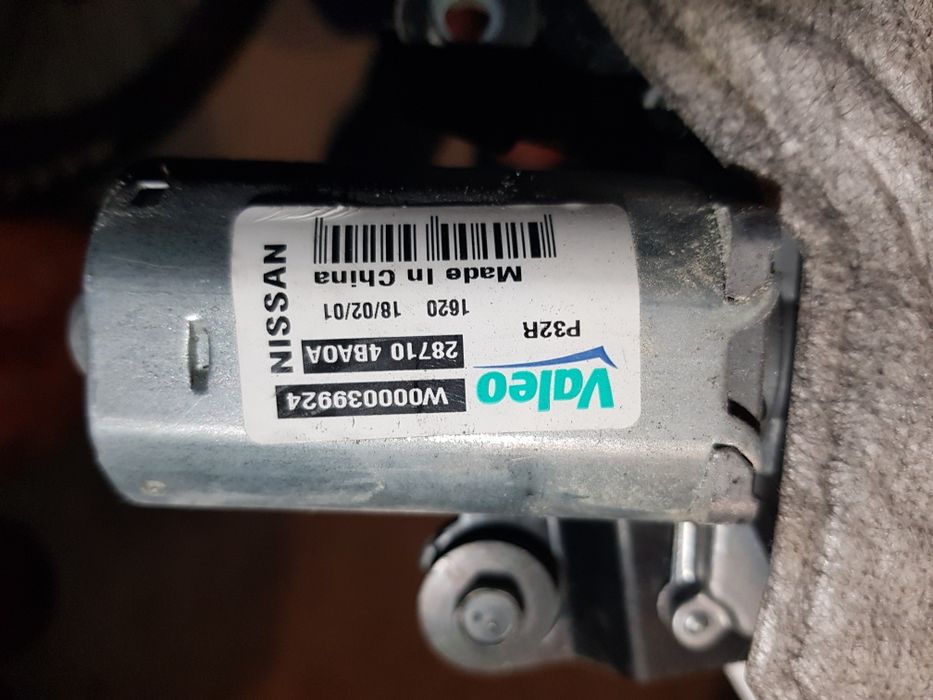 Valeo
W000039924
28710 4BA0A
P32R
1620 18/02/01
Made In China
NISSAN